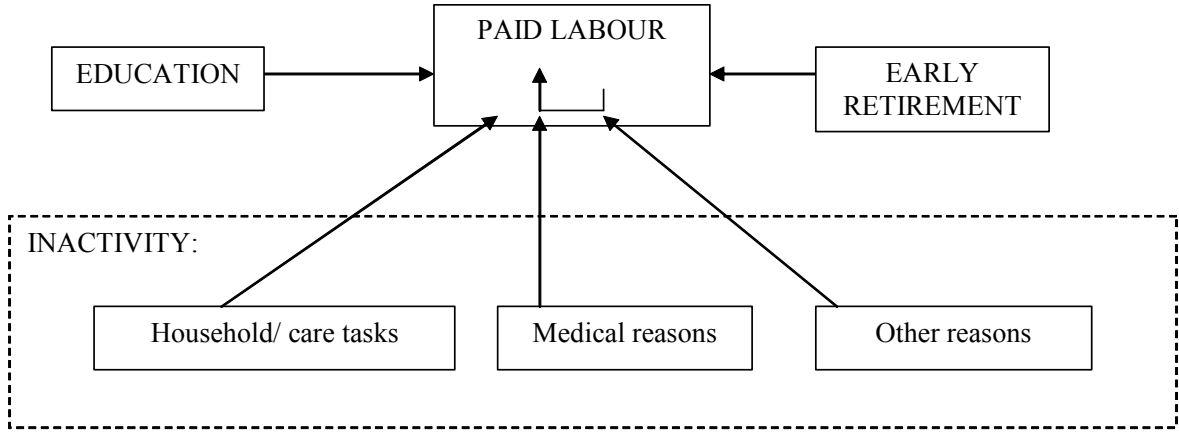 PAID LABOUR
EDUCATION
EARLY
RETIREMENT
INACTIVITY:
Household/ care tasks
Medical reasons
Other reasons